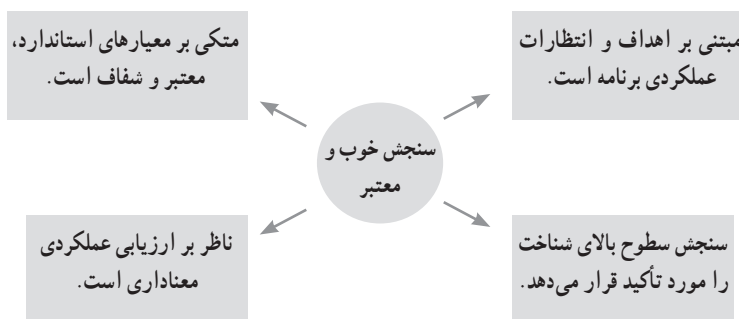 مبتنی بر اهداف و انتظارات
عملکردی برنامه است.
متکی بر معیارهای استاندارد،
معتبر و شفاف است.
سنجش خوب و
معتبر
سنجش سطوح بالای شناخت
را مورد تأکید قرار می‌دهد.
ناظر بر ارزیابی عملکردی
معناداری است.